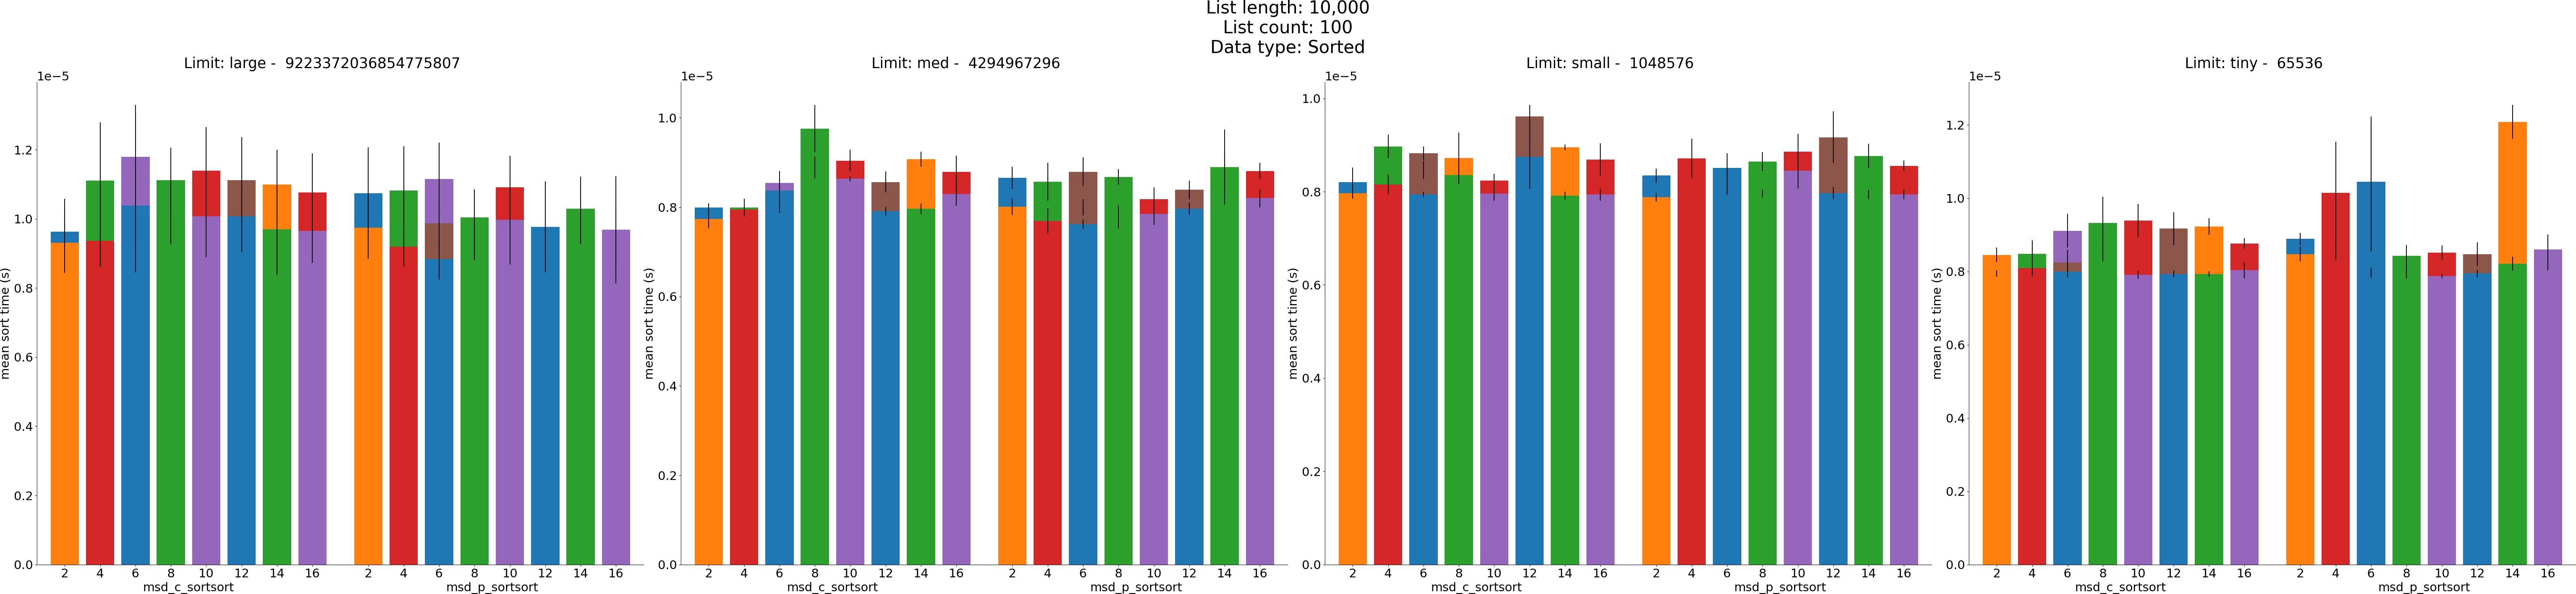 List length: 10,000
List count: 100
Data type: Sorted
Limit: large -  9223372036854775807
1e−5
1.2
1.0
0.8
0.6
0.4
0.2
0.0
mean sort time (s)
2 4 6 8 10 12 14 16 2 4 6 8 10 12 14 16
msd_c_sortsort msd_p_sortsort
Limit: med -  4294967296
1e−5
1.0
0.8
0.6
0.4
0.2
0.0
mean sort time (s)
2 4 6 8 10 12 14 16 2 4 6 8 10 12 14 16
msd_c_sortsort msd_p_sortsort
Limit: small -  1048576
1e−5
1.0
0.8
0.6
0.4
0.2
0.0
mean sort time (s)
2 4 6 8 10 12 14 16 2 4 6 8 10 12 14 16
msd_c_sortsort msd_p_sortsort
Limit: tiny -  65536
1e−5
1.2
1.0
0.8
0.6
0.4
0.2
0.0
mean sort time (s)
2 4 6 8 10 12 14 16 2 4 6 8 10 12 14 16
msd_c_sortsort msd_p_sortsort